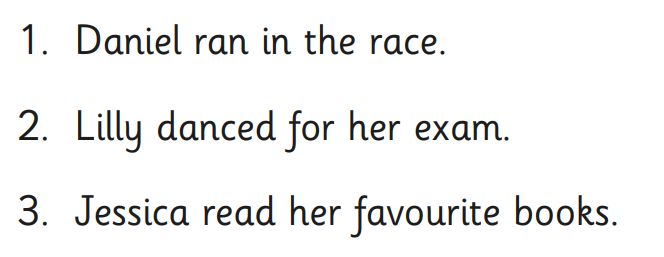 1. Daniel ran in the race.
2. Lilly danced for her exam.
3. Jessica read her favourite books.